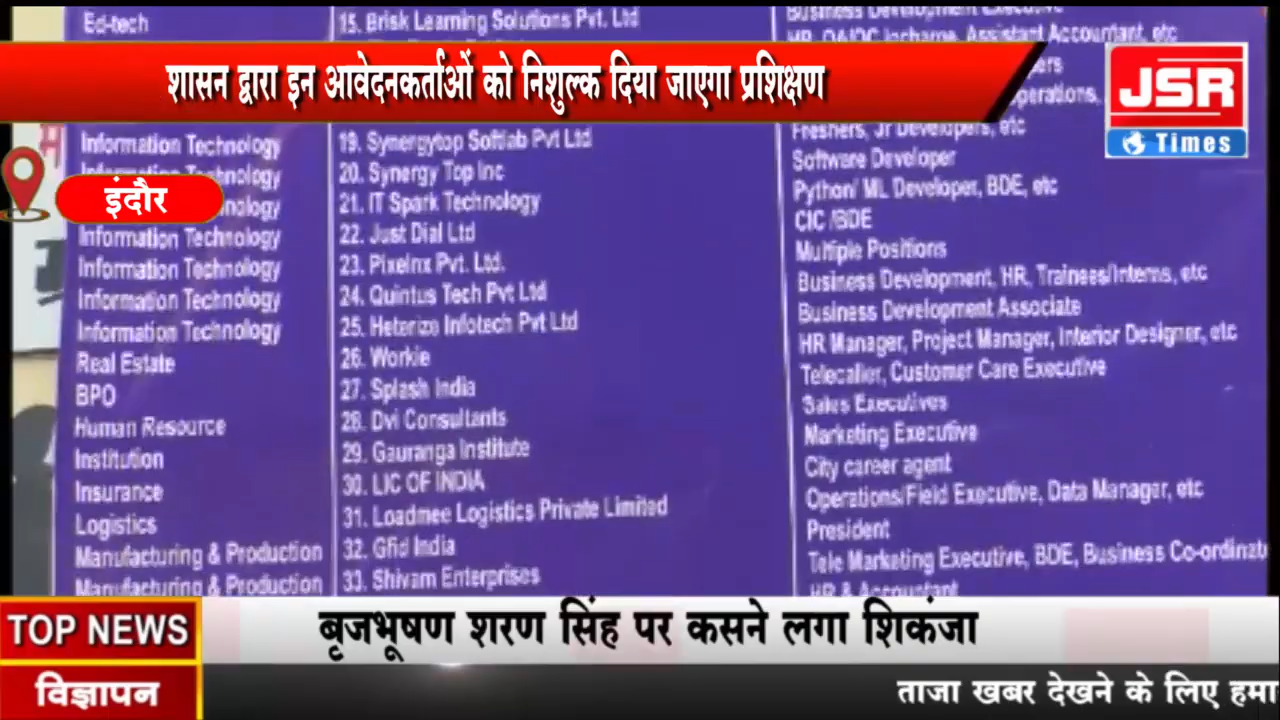 Ed-tech 15. Brisk Learning Solutions Pvt. Ltd Business Development Executive
HR, QA/QC Incharge, Assistant Accountant, etc
शासन द्वारा इन आवेदनकर्ताओं को निशुल्क दिया जाएगा प्रशिक्षण
JSR
Times
Freshers, Jr Developers, etc
Information Technology 19. Synergytop Softlab Pvt Ltd Software Developer
20. Synergy Top Inc Python/ ML Developer, BDE, etc
इंदौर
21. IT Spark Technology CIC /BDE
Information Technology 22. Just Dial Ltd Multiple Positions
Information Technology 23. Pixelnx Pvt. Ltd. Business Development, HR, Trainees/Interns, etc
Information Technology 24. Quintus Tech Pvt Ltd Business Development Associate
Information Technology 25. Heterize Infotech Pvt Ltd HR Manager, Project Manager, Interior Designer, etc
Real Estate 26. Workie Telecaller, Customer Care Executive
BPO 27. Splash India Sales Executives
Human Resource 28. Dvi Consultants Marketing Executive
Institution 29. Gauranga Institute City career agent
Insurance 30. LIC OF INDIA Operations/Field Executive, Data Manager, etc
Logistics 31. Loadmee Logistics Private Limited President
Manufacturing & Production 32. Gfid India Tele Marketing Executive, BDE, Business Co-ordinat
Manufacturing & Production 33. Shivam Enterprises HR & Accountant
TOP NEWS बृजभूषण शरण सिंह पर कसने लगा शिकंजा
विज्ञापन ताजा खबर देखने के लिए हमा